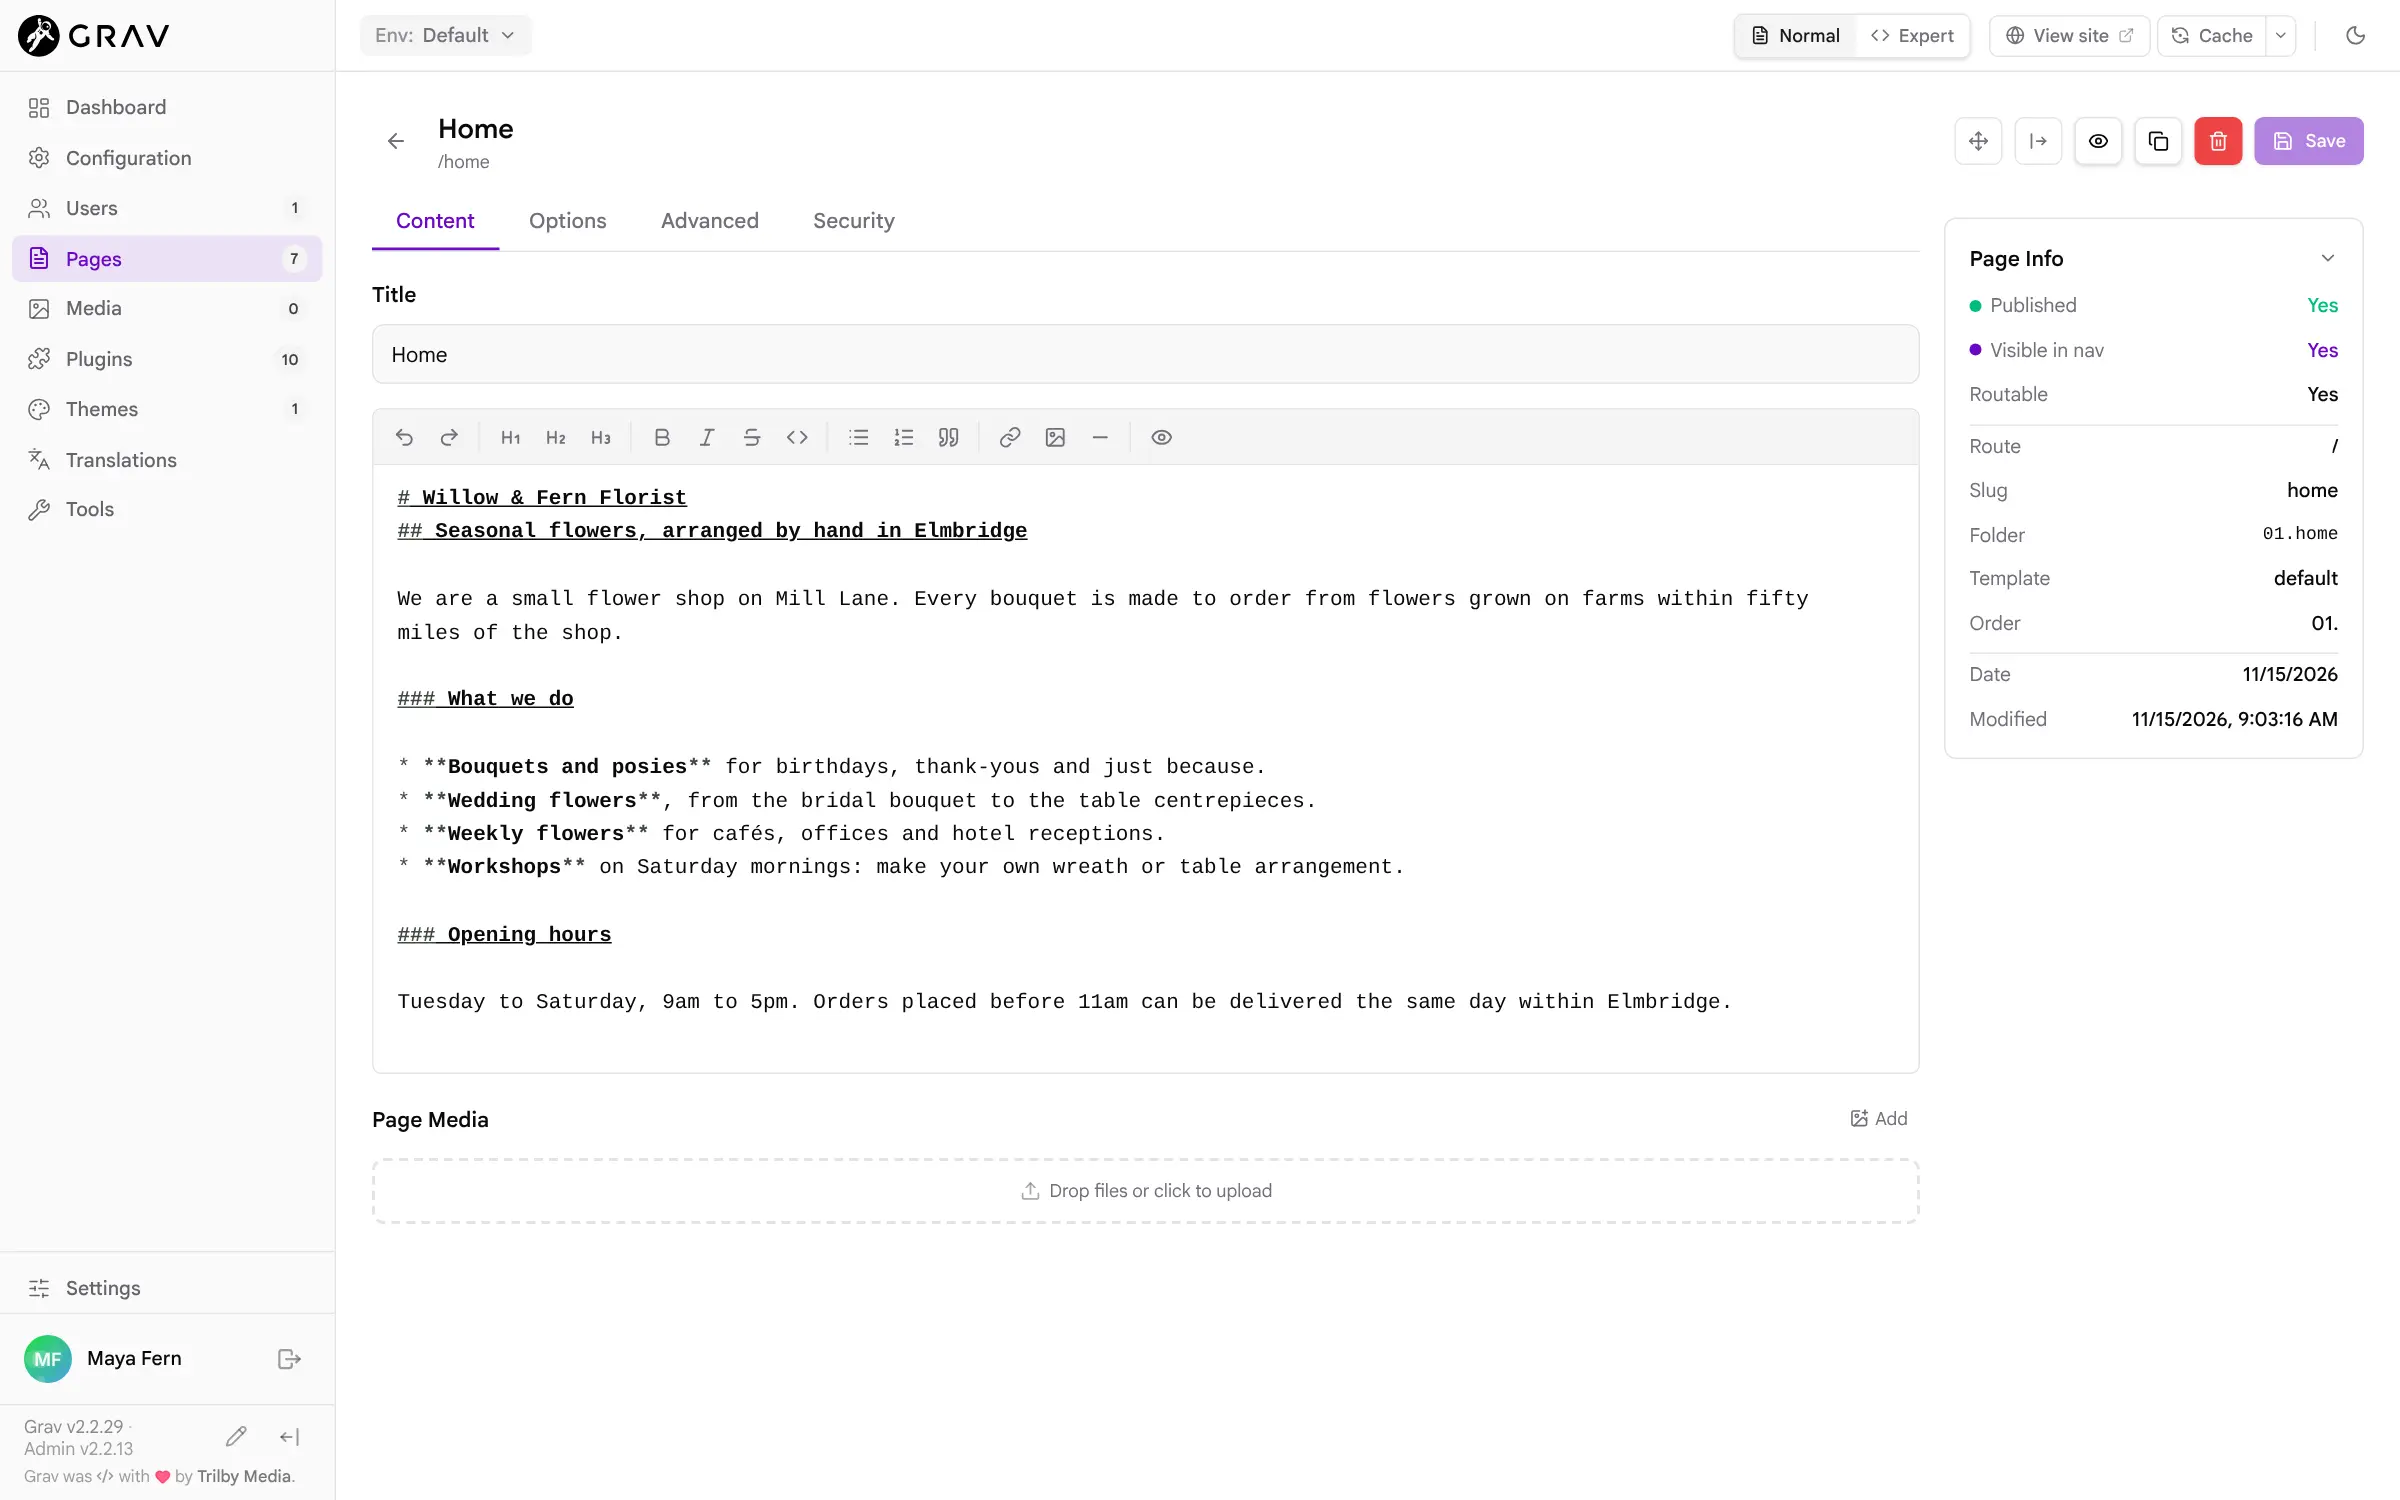 GRAV
Env: Default
Normal
Expert
View site
Cache
Dashboard
Configuration
Users 1
Pages 7
Media 0
Plugins 10
Themes 1
Translations
Tools
Home
/home
Save
Content
Options
Advanced
Security
Title
Home
H1 H2 H3
# Willow & Fern Florist
## Seasonal flowers, arranged by hand in Elmbridge
We are a small flower shop on Mill Lane. Every bouquet is made to order from flowers grown on farms within fifty
miles of the shop.
### What we do
* **Bouquets and posies** for birthdays, thank-yous and just because.
* **Wedding flowers**, from the bridal bouquet to the table centrepieces.
* **Weekly flowers** for cafés, offices and hotel receptions.
* **Workshops** on Saturday mornings: make your own wreath or table arrangement.
### Opening hours
Tuesday to Saturday, 9am to 5pm. Orders placed before 11am can be delivered the same day within Elmbridge.
Page Media
Add
Drop files or click to upload
Page Info
Published Yes
Visible in nav Yes
Routable Yes
Route /
Slug home
Folder 01.home
Template default
Order 01.
Date 11/15/2026
Modified 11/15/2026, 9:03:16 AM
Settings
MF Maya Fern
Grav v2.2.29 ·
Admin v2.2.13
Grav was </> with ❤ by Trilby Media.